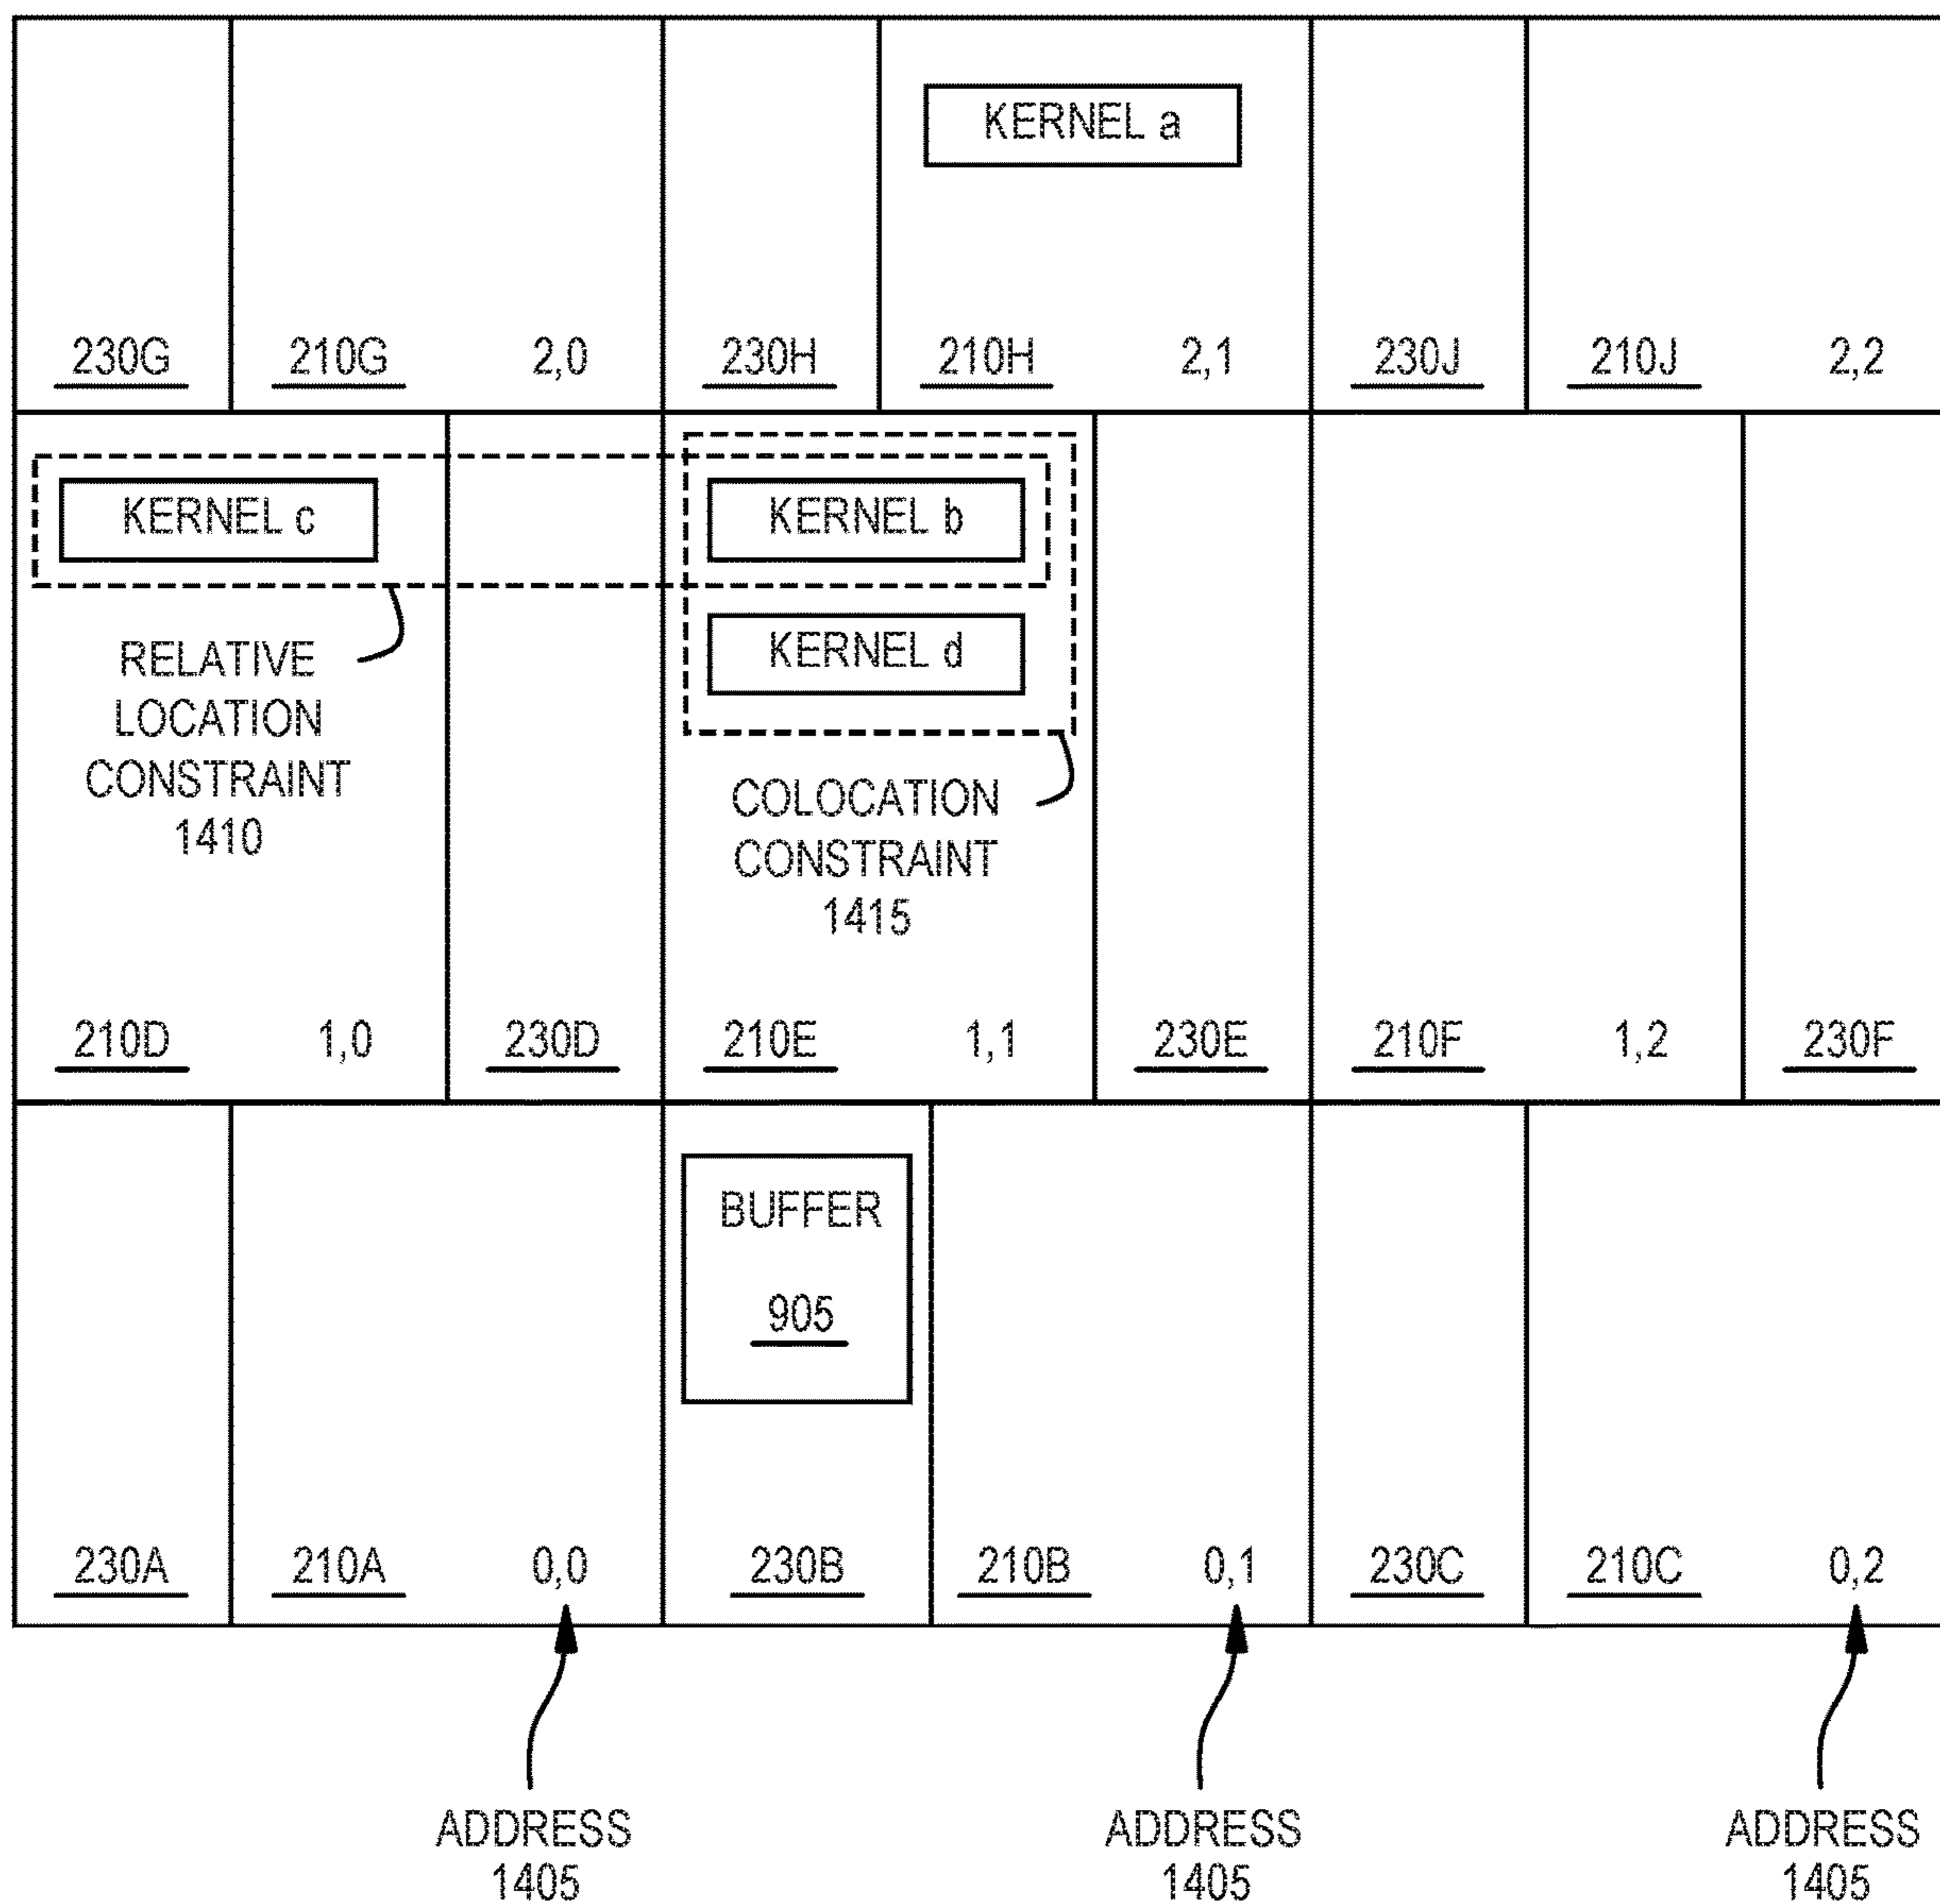 KERNEL a
230G 210G 2,0 230H 210H 2,1 230J 210J 2,2
KERNEL c KERNEL b
KERNEL d
RELATIVE
LOCATION
CONSTRAINT
1410
COLOCATION
CONSTRAINT
1415
210D 1,0 230D 210E 1,1 230E 210F 1,2 230F
BUFFER
905
230A 210A 0,0 230B 210B 0,1 230C 210C 0,2
ADDRESS ADDRESS ADDRESS
1405 1405 1405